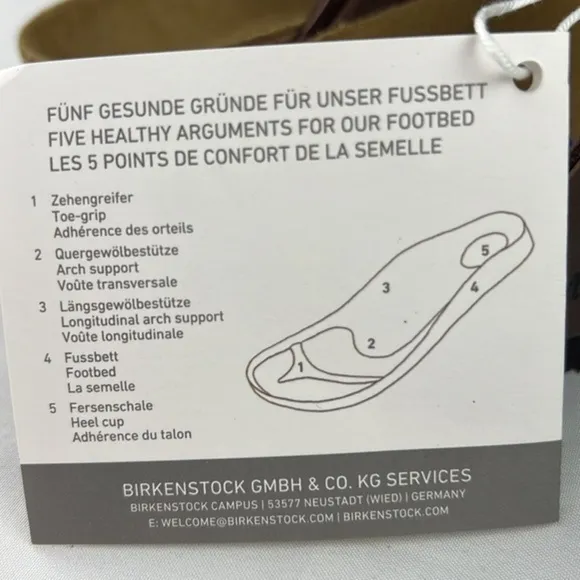 FÜNF GESUNDE GRÜNDE FÜR UNSER FUSSBETT
FIVE HEALTHY ARGUMENTS FOR OUR FOOTBED
LES 5 POINTS DE CONFORT DE LA SEMELLE
1 Zehengreifer
Toe-grip
Adhérence des orteils
2 Quergewölbestütze
Arch support
Voûte transversale
3 Längsgewölbestütze
Longitudinal arch support
Voûte longitudinale
4 Fussbett
Footbed
La semelle
5 Fersenschale
Heel cup
Adhérence du talon
5
4
3
2
1
BIRKENSTOCK GMBH & CO. KG SERVICES
BIRKENSTOCK CAMPUS | 53577 NEUSTADT (WIED) | GERMANY
E: WELCOME@BIRKENSTOCK.COM | BIRKENSTOCK.COM